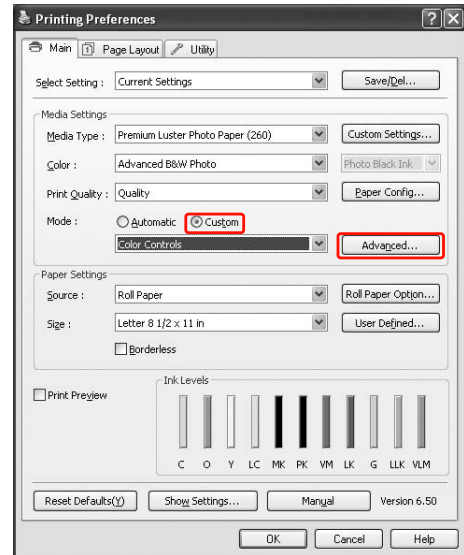 Printing Preferences
Main Page Layout Utility
Select Setting : Current Settings Save/Del...
Media Settings
Media Type : Premium Luster Photo Paper (260) Custom Settings...
Color : Advanced B&W Photo Photo Black Ink
Print Quality : Quality Paper Config...
Mode : Automatic Custom
Color Controls Advanced...
Paper Settings
Source : Roll Paper Roll Paper Option...
Size : Letter 8 1/2 x 11 in User Defined...
Borderless
Print Preview
Ink Levels
C O Y LC MK PK VM LK G LLK VLM
Reset Defaults(Y) Show Settings... Manual Version 6.50
OK Cancel Help